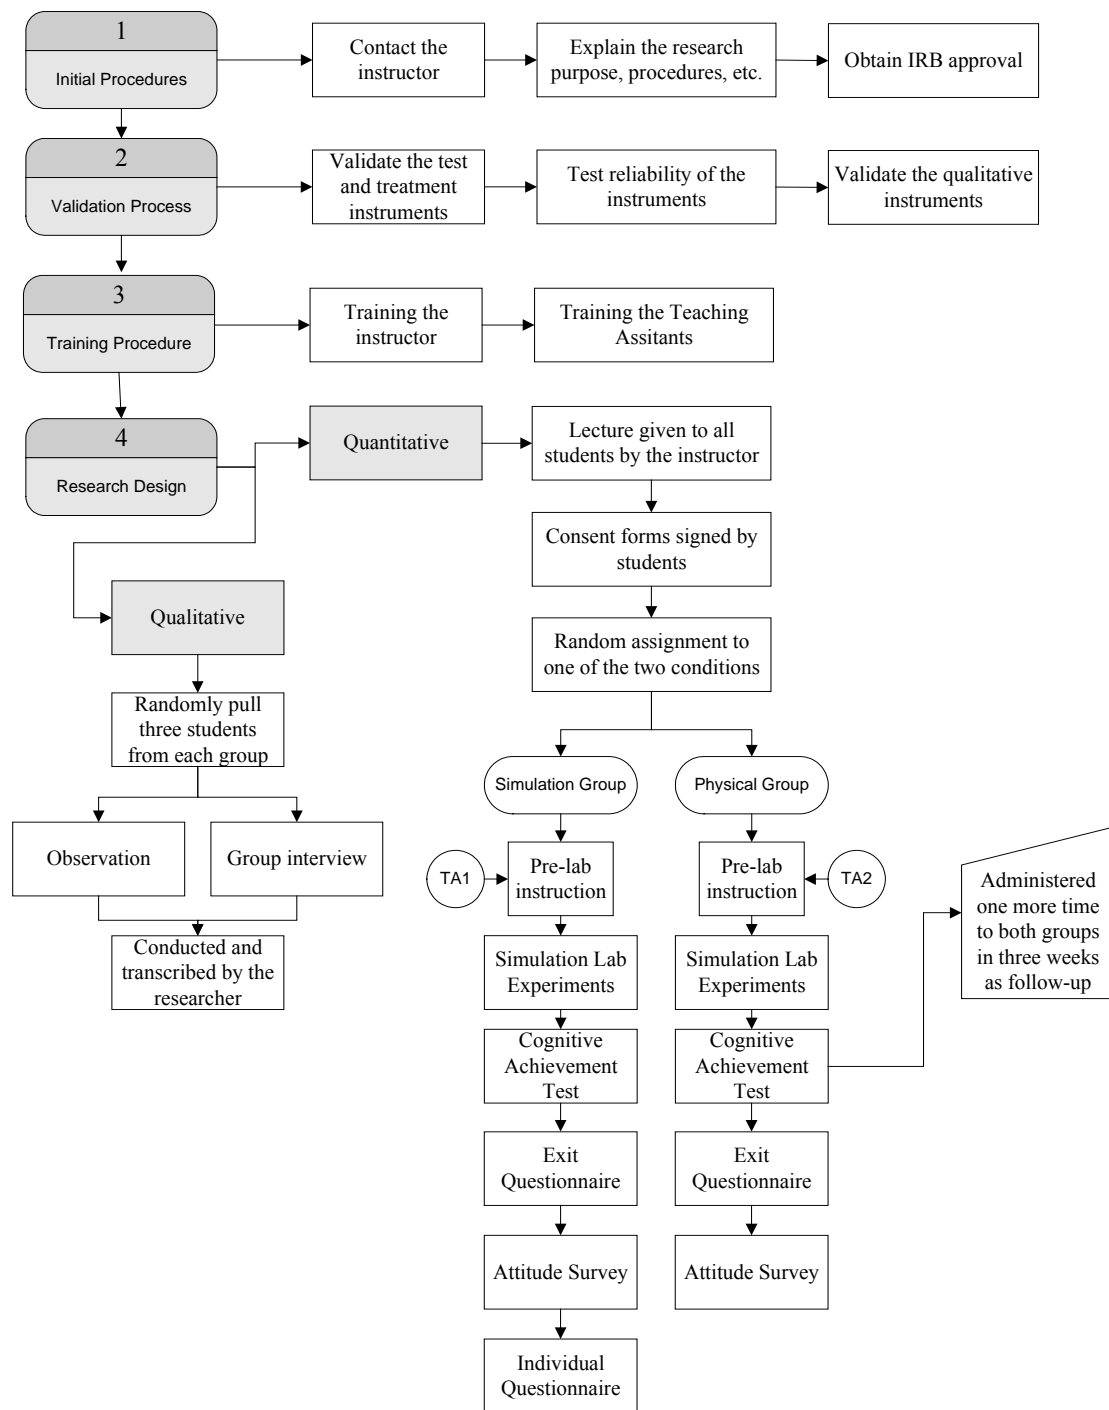 1
Initial Procedures
Contact the
instructor
Explain the research
purpose, procedures, etc.
Obtain IRB approval
2
Validation Process
Validate the test
and treatment
instruments
Test reliability of the
instruments
Validate the qualitative
instruments
3
Training Procedure
Training the
instructor
Training the Teaching
Assitants
4
Research Design
Quantitative
Lecture given to all
students by the instructor
Consent forms signed by
students
Random assignment to
one of the two conditions
Qualitative
Randomly pull
three students
from each group
Observation
Group interview
Conducted and
transcribed by the
researcher
Simulation Group
Physical Group
TA1
Pre-lab
instruction
Pre-lab
instruction
TA2
Simulation Lab
Experiments
Simulation Lab
Experiments
Cognitive
Achievement
Test
Cognitive
Achievement
Test
Administered
one more time
to both groups
in three weeks
as follow-up
Exit
Questionnaire
Exit
Questionnaire
Attitude Survey
Attitude Survey
Individual
Questionnaire